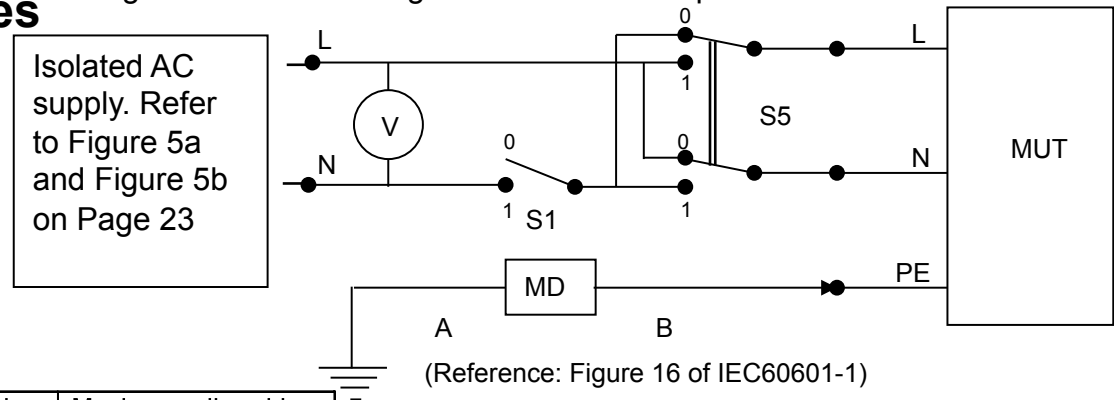 es
Isolated AC
supply. Refer
to Figure 5a
and Figure 5b
on Page 23
L
V
N
0
1
S1
0
1
0
1
S5
L
N
PE
MUT
MD
A
B
(Reference: Figure 16 of IEC60601-1)